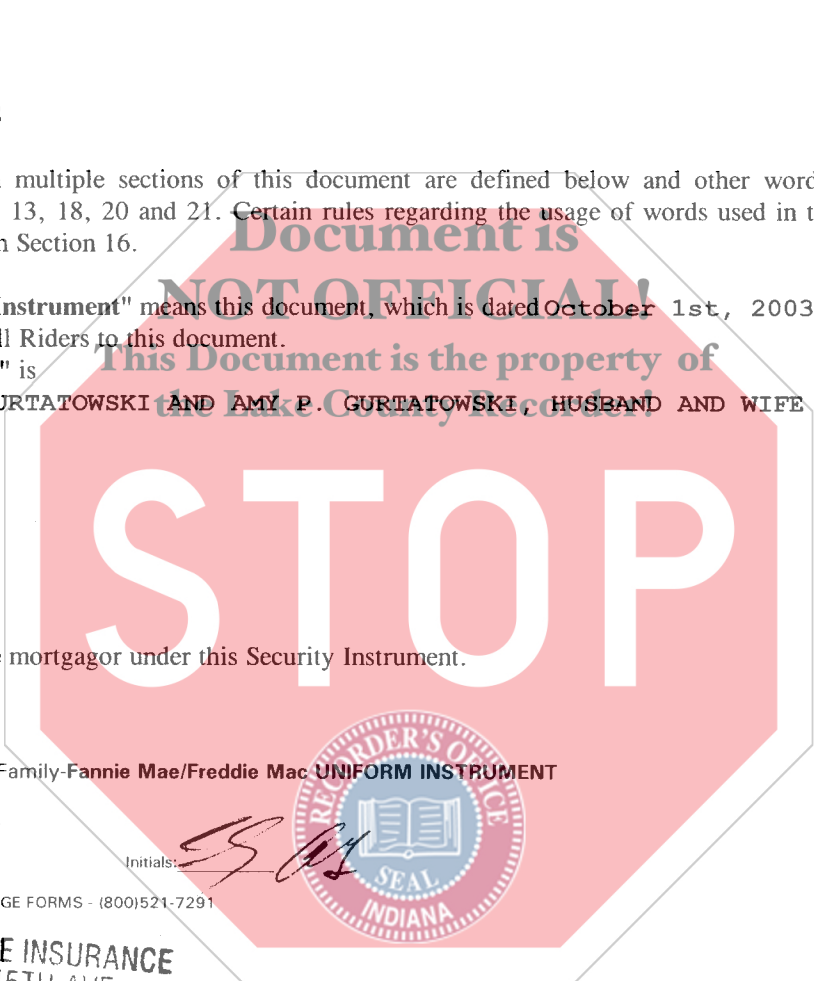 multiple sections of this document are defined below and other word
13, 18, 20 and 21. Certain rules regarding the usage of words used in t
n Section 16.
Document is
nstrument" means this document, which is dated October 1st, 2003
NOT OFFICIAL!
ll Riders to this document.
This Document is the property of
" is
URTATOWSKI AND AMY P. GURTATOWSKI, HUSBAND AND WIFE
the Lake County Recorder!
STOP
e mortgagor under this Security Instrument.
Family-Fannie Mae/Freddie Mac UNIFORM INSTRUMENT
RECORDER'S OFFICE
SEAL
INDIANA
Initials:
GE FORMS - (800)521-7291
E INSURANCE
5TH AVE